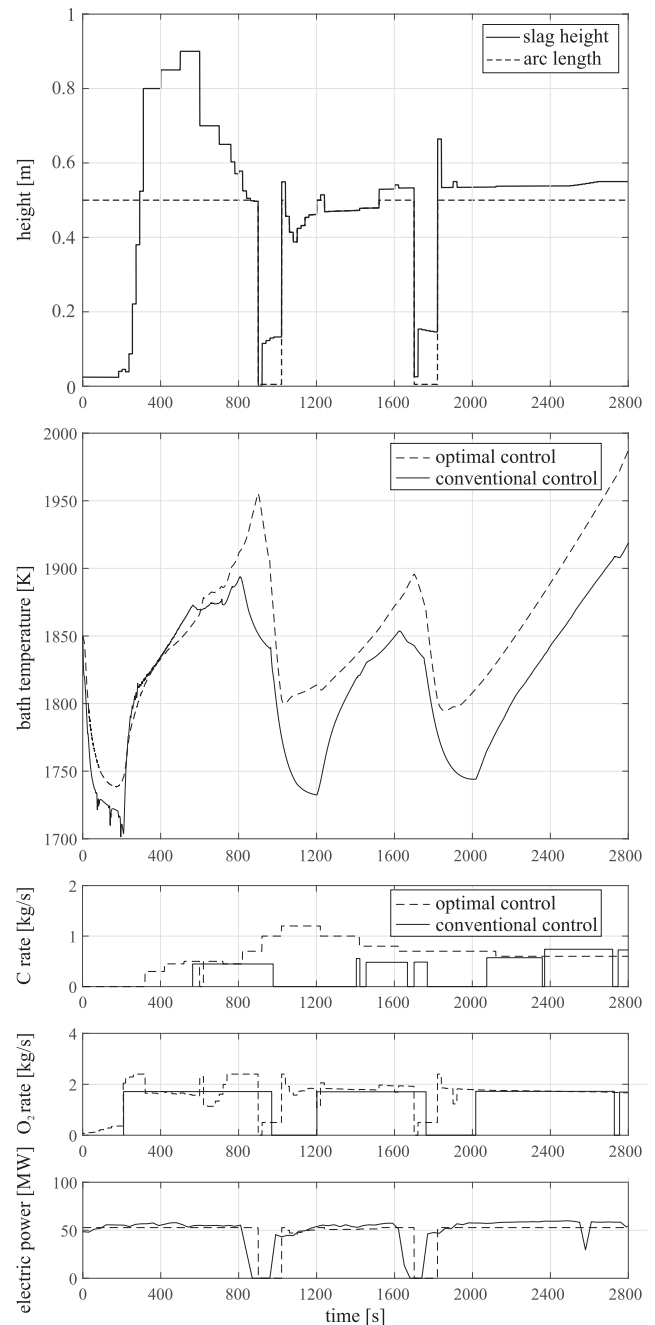 1
0.8
0.6
0.4
0.2
0
height [m]
slag height
arc length
0 400 800 1200 1600 2000 2400 2800
2000
1950
1900
1850
1800
1750
1700
bath temperature [K]
optimal control
conventional control
0 400 800 1200 1600 2000 2400 2800
2
1
0
C rate [kg/s]
optimal control
conventional control
0 400 800 1200 1600 2000 2400 2800
4
2
0
O₂ rate [kg/s]
0 400 800 1200 1600 2000 2400 2800
100
50
0
electric power [MW]
0 400 800 1200 1600 2000 2400 2800
time [s]